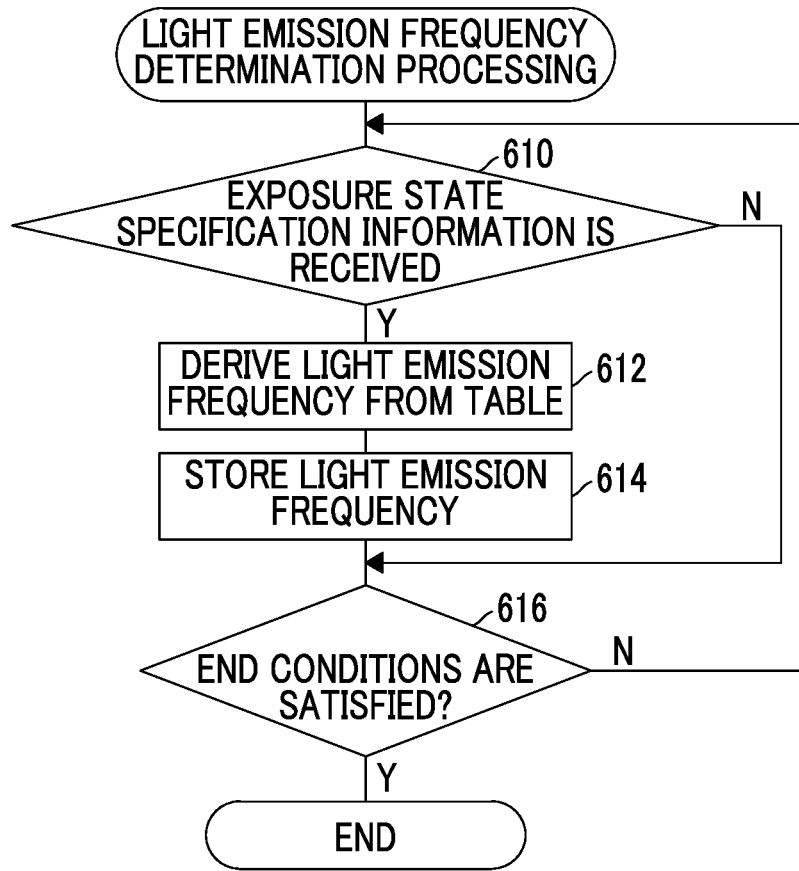 LIGHT EMISSION FREQUENCY
DETERMINATION PROCESSING
610
EXPOSURE STATE
SPECIFICATION INFORMATION IS
RECEIVED
N
Y
DERIVE LIGHT EMISSION
FREQUENCY FROM TABLE
612
STORE LIGHT EMISSION
FREQUENCY
614
616
END CONDITIONS ARE
SATISFIED?
N
Y
END